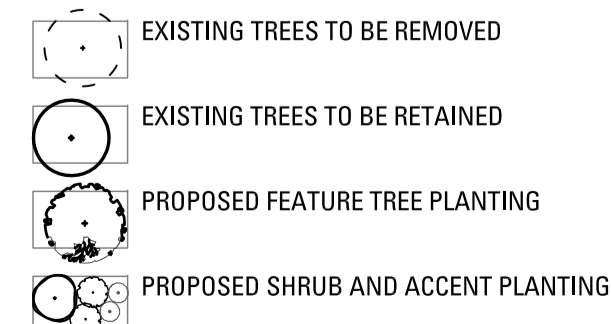 EXISTING TREES TO BE REMOVED
EXISTING TREES TO BE RETAINED
PROPOSED FEATURE TREE PLANTING
PROPOSED SHRUB AND ACCENT PLANTING